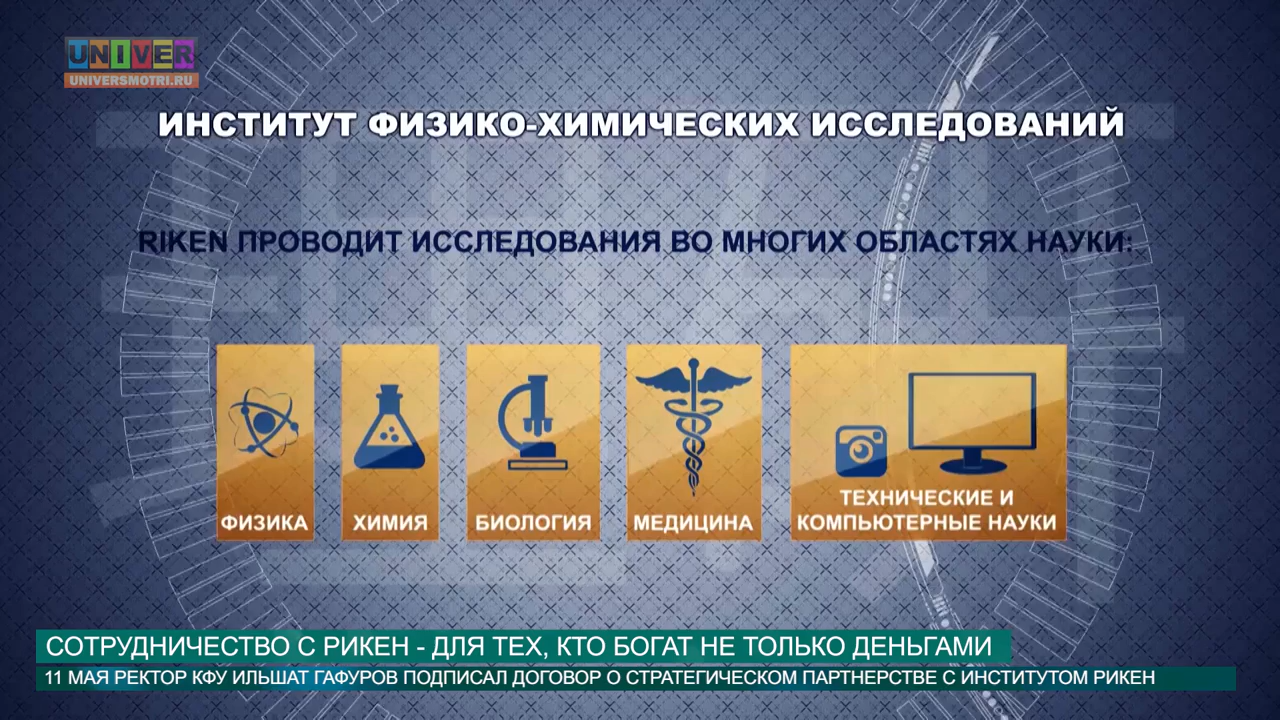 UNIVER
UNIVERSMOTRI.RU
ИНСТИТУТ ФИЗИКО-ХИМИЧЕСКИХ ИССЛЕДОВАНИЙ
RIKEN ПРОВОДИТ ИССЛЕДОВАНИЯ ВО МНОГИХ ОБЛАСТЯХ НАУКИ:
ФИЗИКА
ХИМИЯ
БИОЛОГИЯ
МЕДИЦИНА
ТЕХНИЧЕСКИЕ И
КОМПЬЮТЕРНЫЕ НАУКИ
СОТРУДНИЧЕСТВО С РИКЕН - ДЛЯ ТЕХ, КТО БОГАТ НЕ ТОЛЬКО ДЕНЬГАМИ
11 МАЯ РЕКТОР КФУ ИЛЬШАТ ГАФУРОВ ПОДПИСАЛ ДОГОВОР О СТРАТЕГИЧЕСКОМ ПАРТНЕРСТВЕ С ИНСТИТУТОМ РИКЕН